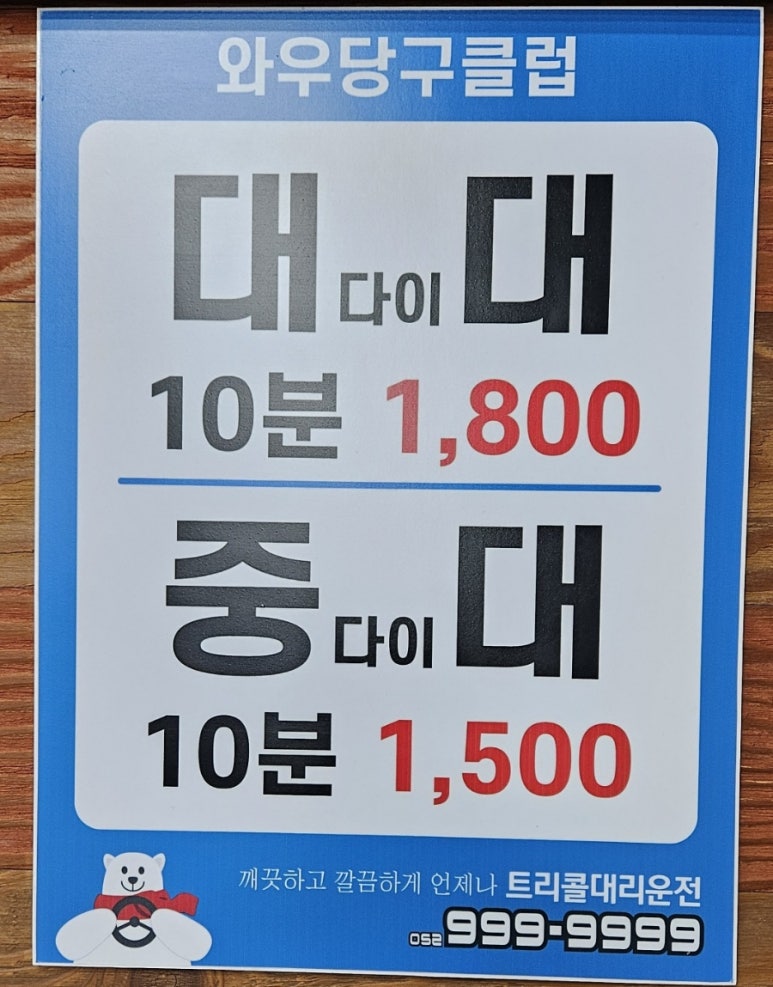 와우당구클럽
대 다이 대
10분 1,800
중 다이 대
10분 1,500
깨끗하고 깔끔하게 언제나 트리콜대리운전
052 999-9999